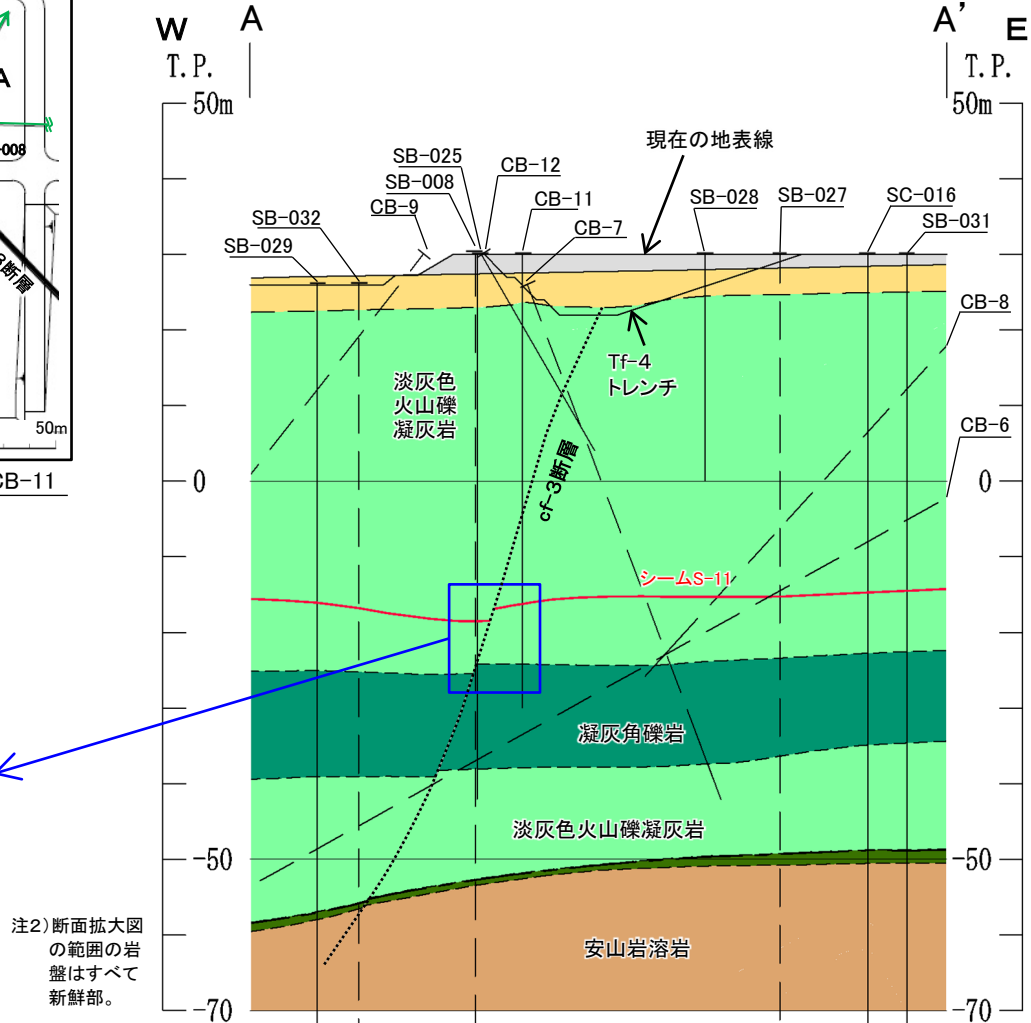 W
A
A’
E
T.P.
T.P.
50m
50m
A
-008
3断層
50m
CB-11
現在の地表線
SB-025
CB-12
SB-008
CB-9
CB-11
SB-028
SB-027
SC-016
SB-032
CB-7
SB-031
SB-029
CB-8
Tf-4
トレンチ
淡灰色
火山礫
凝灰岩
CB-6
cf-3断層
0
0
シームS-11
凝灰角礫岩
淡灰色火山礫凝灰岩
-50
-50
安山岩溶岩
注2)断面拡大図
の範囲の岩
盤はすべて
新鮮部。
-70
-70